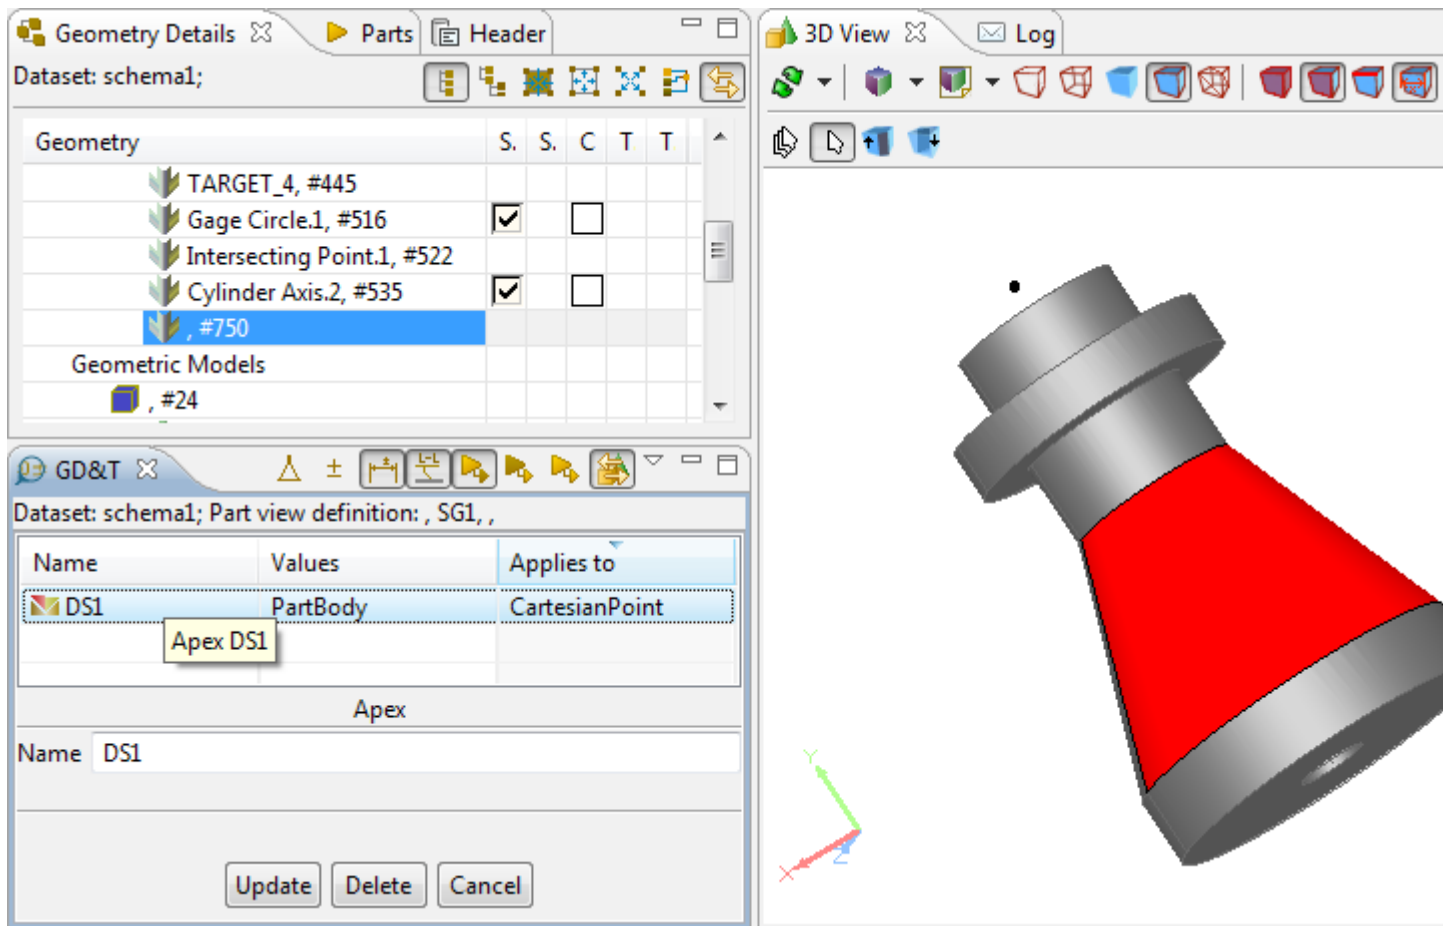 Geometry Details
Parts
Header
Dataset: schema1;
Geometry S. S. C T T
TARGET_4, #445
Gage Circle.1, #516
Intersecting Point.1, #522
Cylinder Axis.2, #535
, #750
Geometric Models
, #24
GD&T
Dataset: schema1; Part view definition: , SG1, ,
Name Values Applies to
DS1 PartBody CartesianPoint
Apex DS1
Apex
Name DS1
Update Delete Cancel
3D View
Log
Y
X
Z